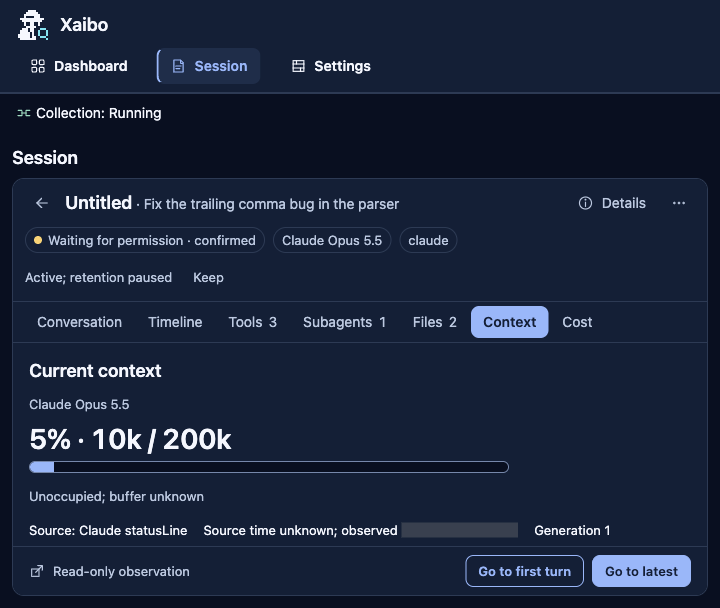 Xaibo
Dashboard Session Settings
Collection: Running
Session
Untitled · Fix the trailing comma bug in the parser Details ...
Waiting for permission · confirmed Claude Opus 5.5 claude
Active; retention paused Keep
Conversation Timeline Tools 3 Subagents 1 Files 2 Context Cost
Current context
Claude Opus 5.5
5% · 10k / 200k
Unoccupied; buffer unknown
Source: Claude statusLine Source time unknown; observed Generation 1
Read-only observation Go to first turn Go to latest